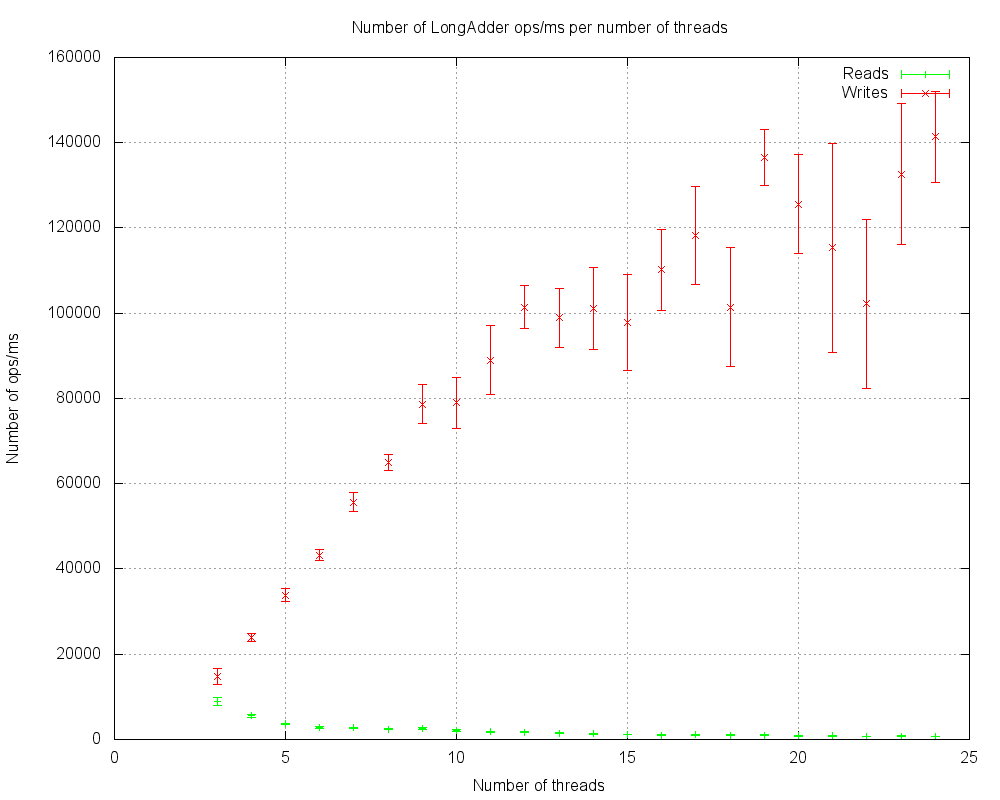 Number of LongAdder ops/ms per number of threads
160000
140000
120000
100000
80000
60000
40000
20000
0
Number of ops/ms
Reads
Writes
0 5 10 15 20 25
Number of threads